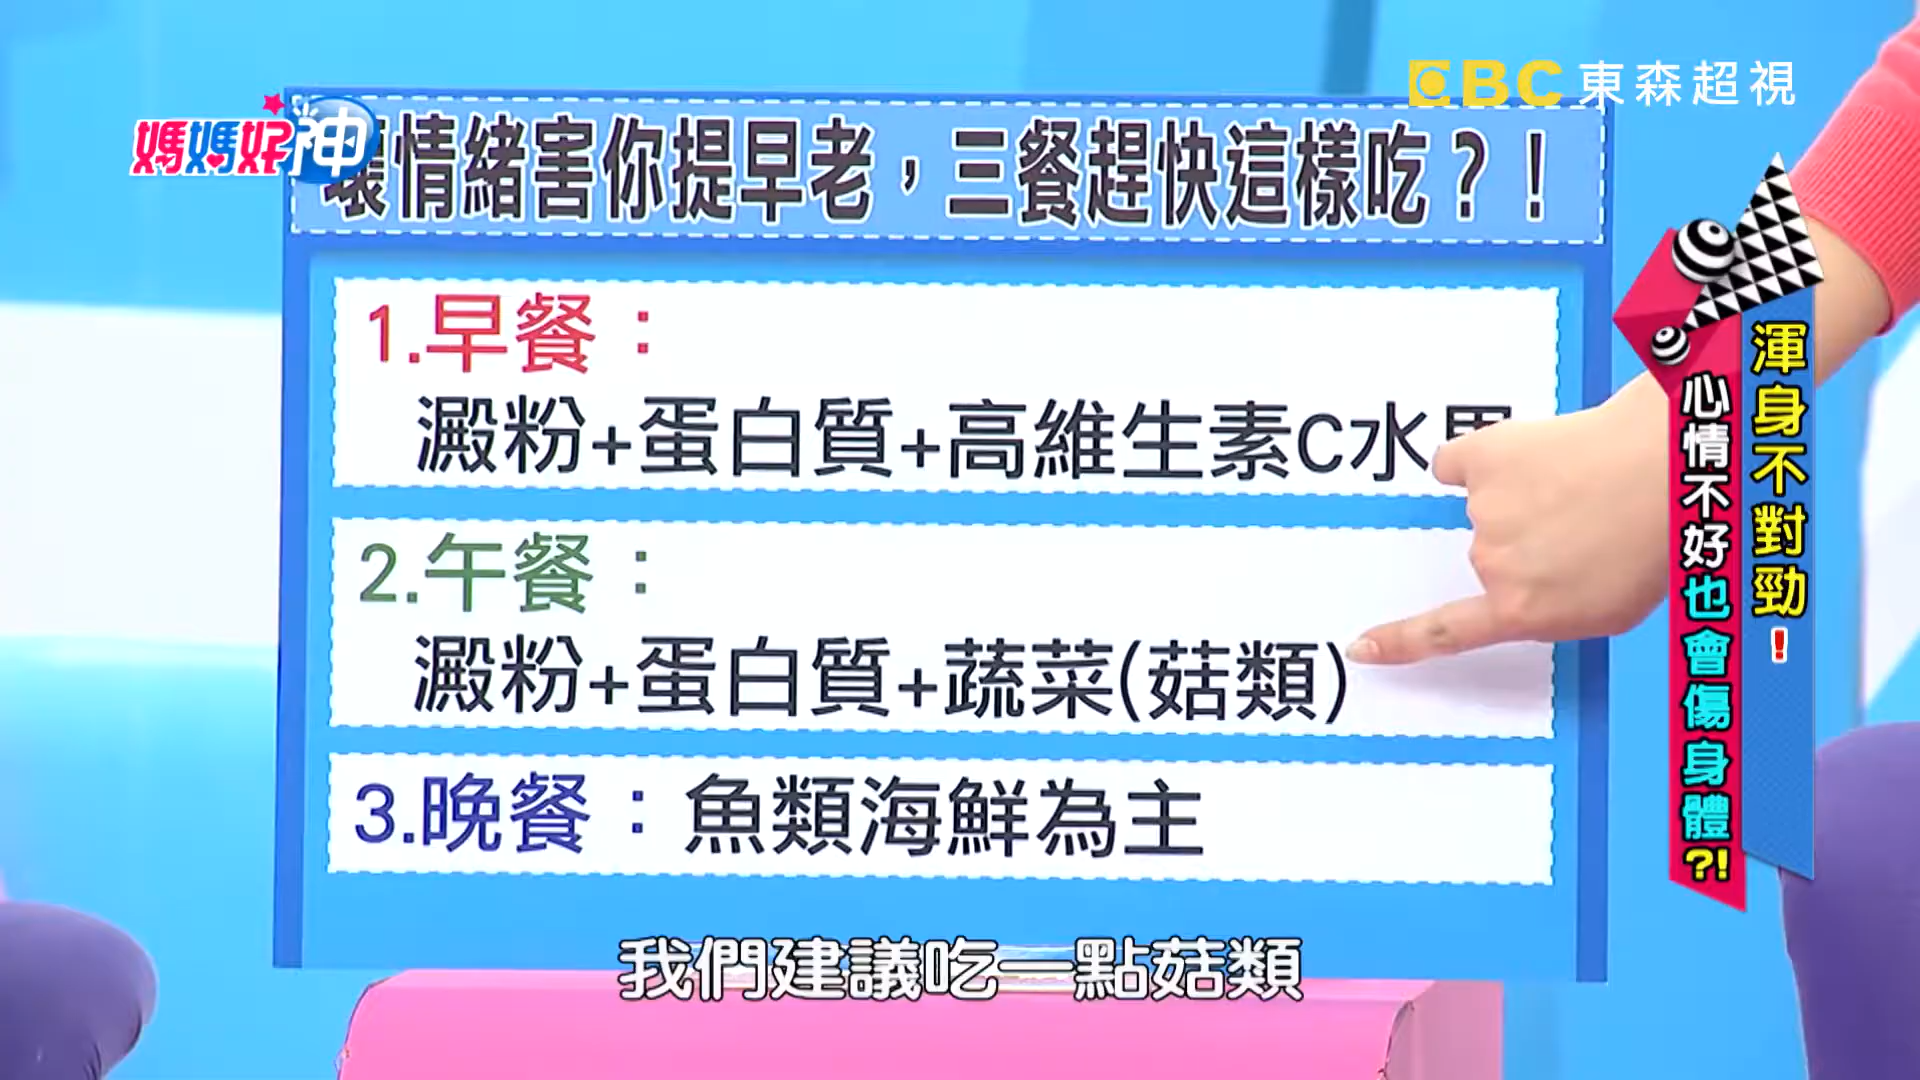 EBC 東森超視
媽媽好神
壞情緒害你提早老，三餐趕快這樣吃？！
1.早餐：
澱粉+蛋白質+高維生素C水果
2.午餐：
澱粉+蛋白質+蔬菜(菇類)
3.晚餐：魚類海鮮為主
渾身不對勁！
心情不好也會傷身體?!
我們建議吃一點菇類